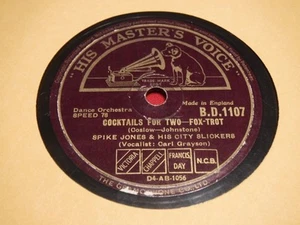 "HIS MASTER'S VOICE"
Dance Orchestra
SPEED 78
Made in England
B.D.1107
COCKTAILS FOR TWO—FOX-TROT
(Coslow—Johnstone)
SPIKE JONES & HIS CITY SLICKERS
(Vocalist: Carl Grayson)
VICTORIA
CHAPPELL
FRANCIS, DAY
N.C.B.
D4-AB-1056